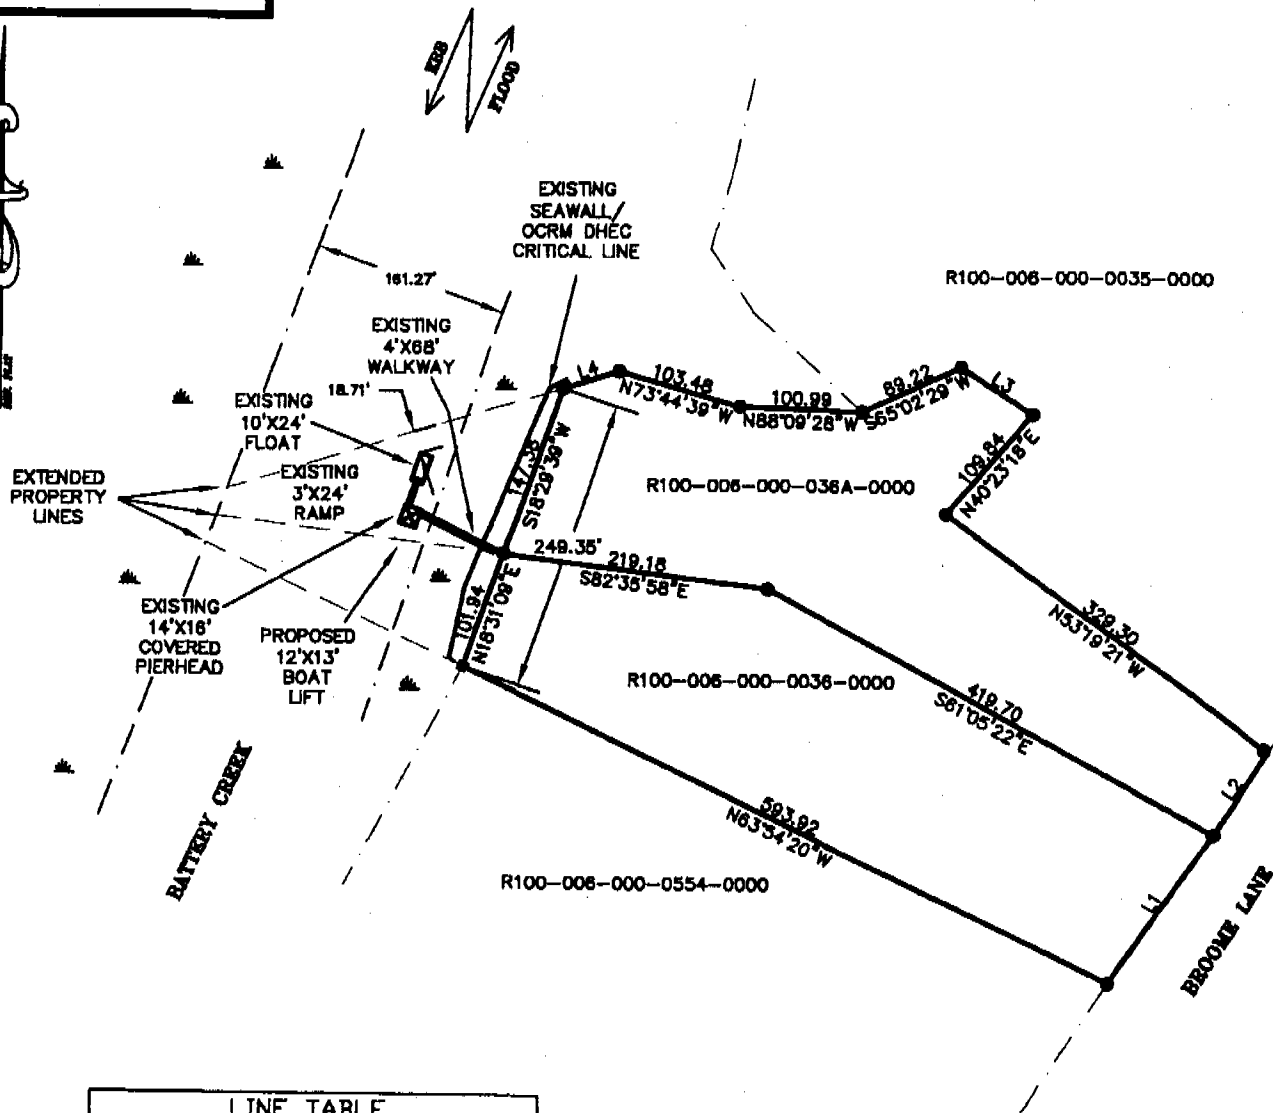 EBB
FLOOD
EXISTING
SEAWALL/
OCRM DHEC
CRITICAL LINE
161.27'
R100-006-000-0035-0000
EXISTING
4'X68'
WALKWAY
18.71'
EXISTING
10'X24'
FLOAT
L4
103.48
N73°44'39"W
100.99
N88°09'28"W
89.22
S65°02'29"W
L3
109.84
N40°23'18"E
EXTENDED
PROPERTY
LINES
EXISTING
3'X24'
RAMP
147.38
S18°29'39"W
R100-006-000-036A-0000
249.35'
219.18
S82°35'58"E
101.94
N18°31'09"E
EXISTING
14'X16'
COVERED
PIERHEAD
PROPOSED
12'X13'
BOAT
LIFT
329.30
N53°19'21"W
R100-006-000-0036-0000
419.70
S61°05'22"E
L2
593.92
N63°54'20"W
BATTERY CREEK
R100-006-000-0554-0000
L1
BROOME LANE
LINE TABLE